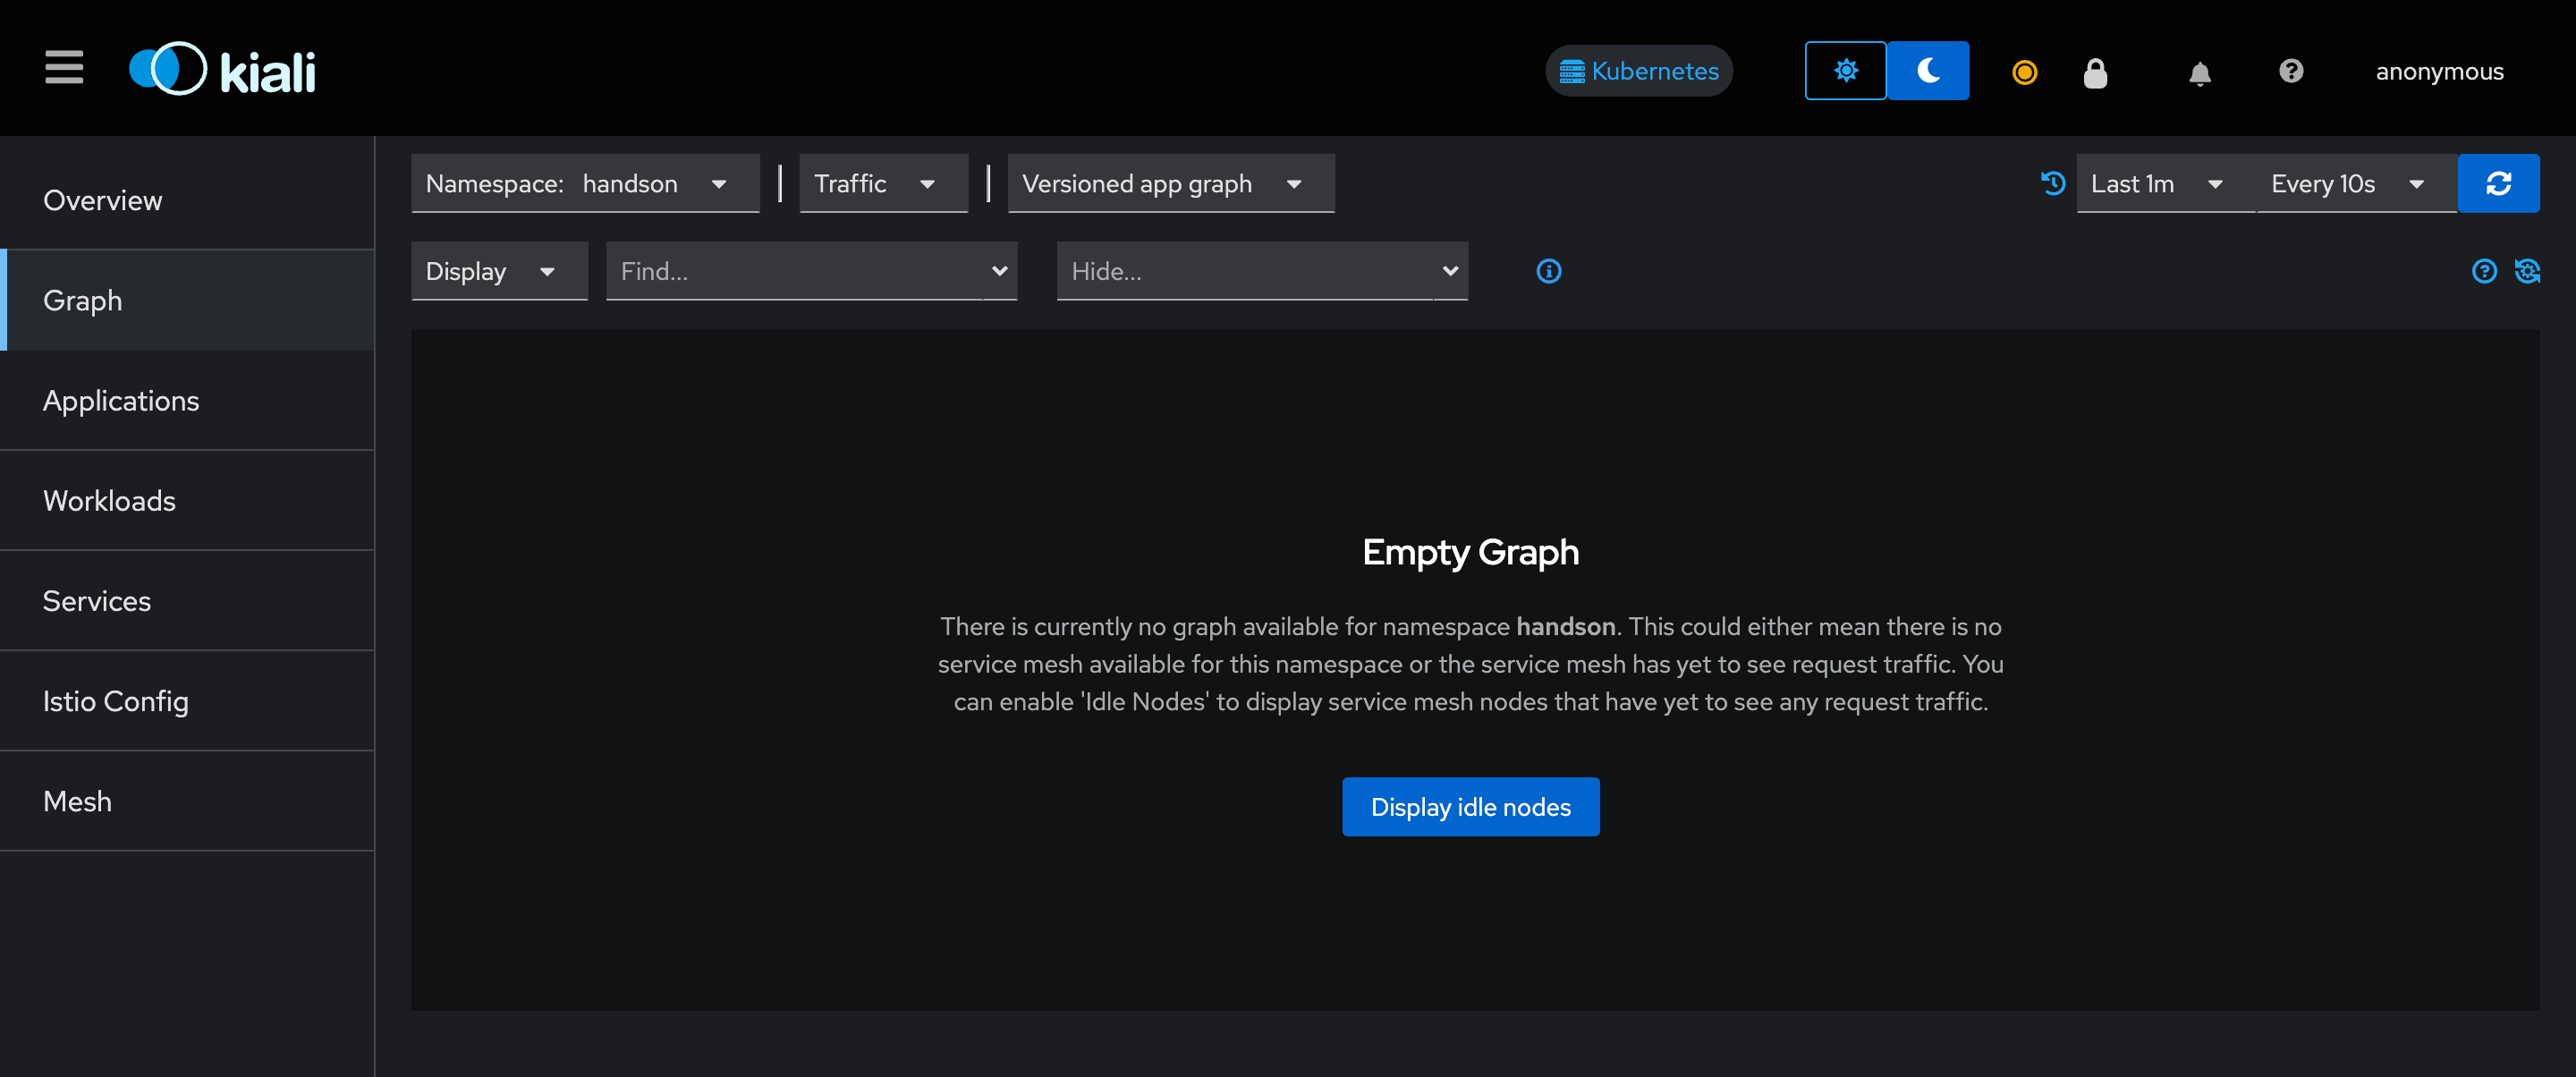 kiali
Kubernetes
anonymous
Overview
Graph
Applications
Workloads
Services
Istio Config
Mesh
Namespace: handson
Traffic
Versioned app graph
Last 1m
Every 10s
Display
Find...
Hide...
Empty Graph
There is currently no graph available for namespace handson. This could either mean there is no
service mesh available for this namespace or the service mesh has yet to see request traffic. You
can enable 'Idle Nodes' to display service mesh nodes that have yet to see any request traffic.
Display idle nodes